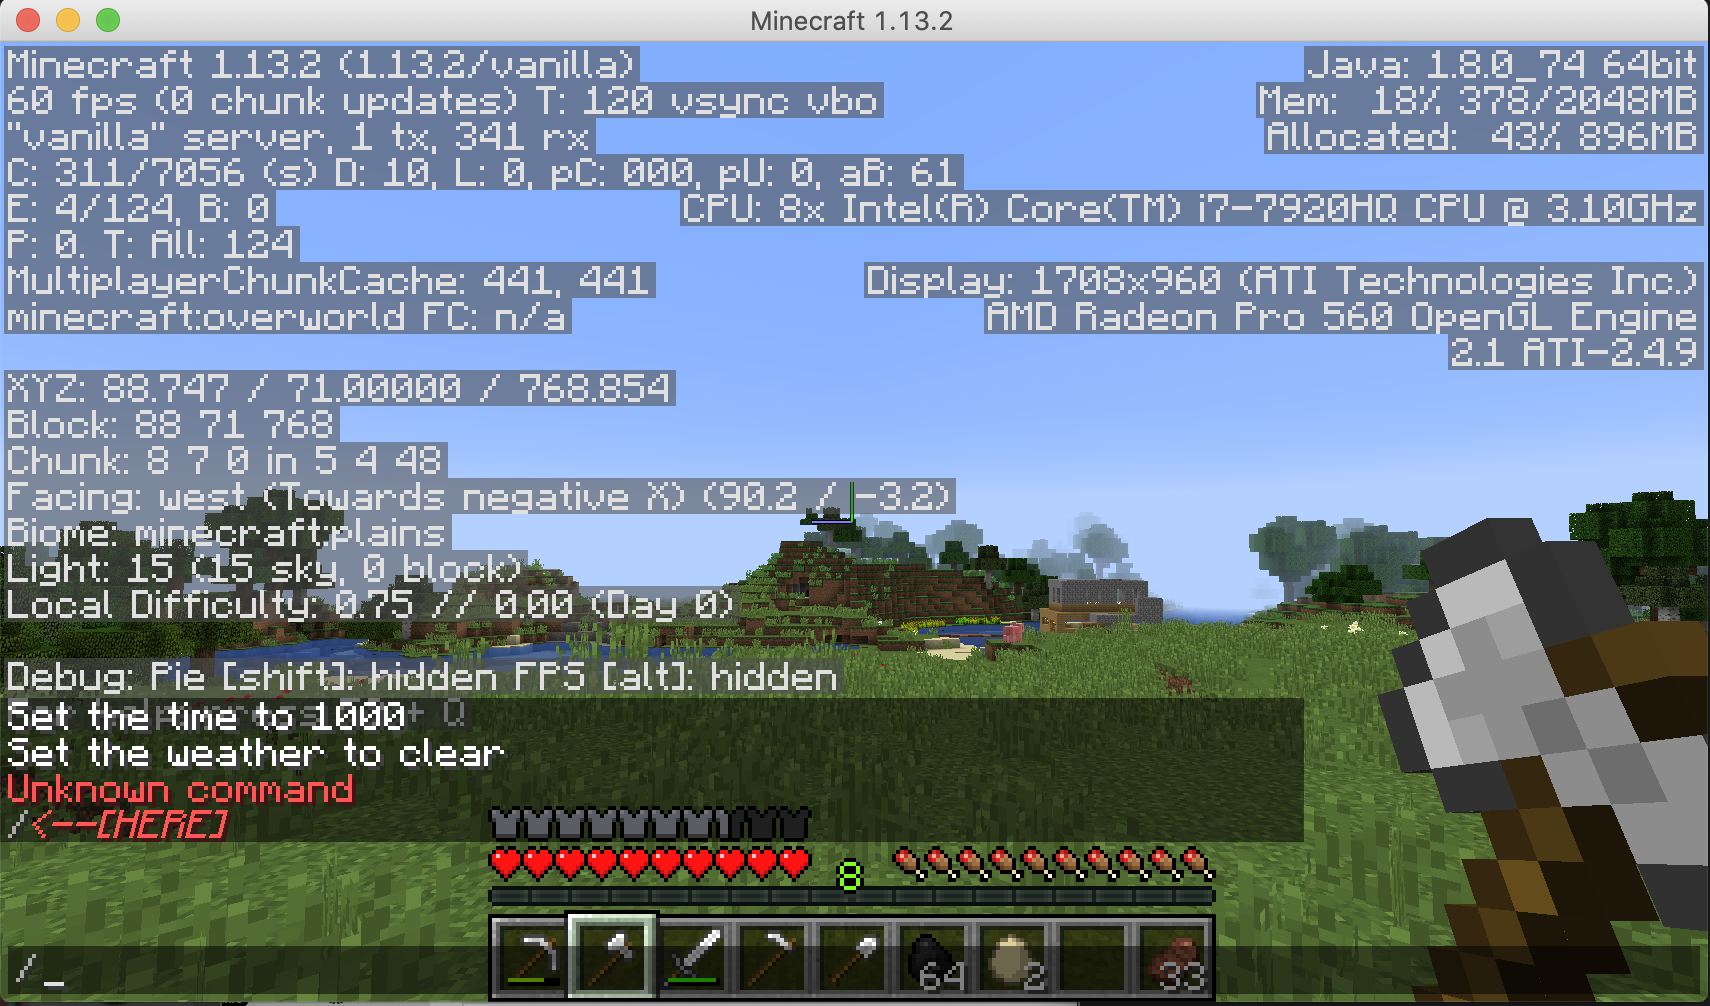 Minecraft 1.13.2
Minecraft 1.13.2 (1.13.2/vanilla)
60 fps (0 chunk updates) T: 120 vsync vbo
"vanilla" server, 1 tx, 341 rx
C: 311/7056 (s) D: 10, L: 0, pC: 000, pU: 0, aB: 61
E: 4/124, B: 0
P: 0. T: All: 124
MultiplayerChunkCache: 441, 441
minecraft:overworld FC: n/a
XYZ: 88.747 / 71.00000 / 768.854
Block: 88 71 768
Chunk: 8 7 0 in 5 4 48
Facing: west (Towards negative X) (90.2 / -3.2)
Biome: minecraft:plains
Light: 15 (15 sky, 0 block)
Local Difficulty: 0.75 // 0.00 (Day 0)
Debug: Pie [shift]: hidden FPS [alt]: hidden
Java: 1.8.0_74 64bit
Mem: 18% 378/2048MB
Allocated: 43% 896MB
CPU: 8x Intel(R) Core(TM) i7-7920HQ CPU @ 3.10GHz
Display: 1708x960 (ATI Technologies Inc.)
AMD Radeon Pro 560 OpenGL Engine
2.1 ATI-2.4.9
Set the time to 1000
Set the weather to clear
Unknown command
/<--[HERE]
8
64
2
33
/_